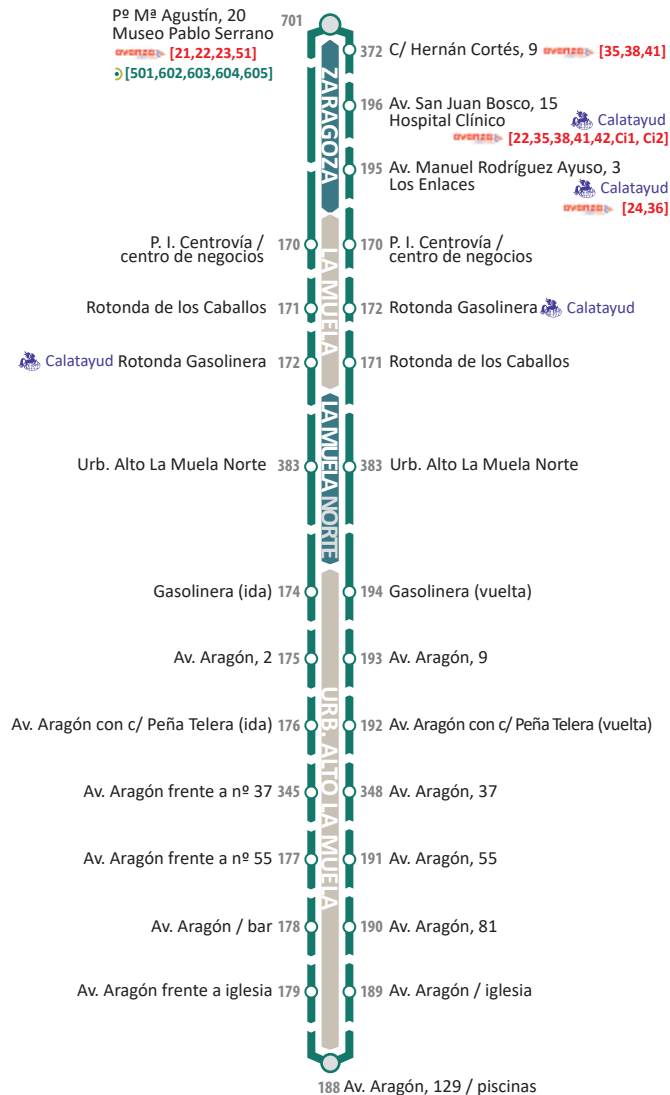 Pº Mª Agustín, 20
Museo Pablo Serrano
avanza [21,22,23,51]
[501,602,603,604,605]
701
372 C/ Hernán Cortés, 9 avanza [35,38,41]
196 Av. San Juan Bosco, 15
Hospital Clínico Calatayud
avanza [22,35,38,41,42,Ci1, Ci2]
195 Av. Manuel Rodríguez Ayuso, 3
Los Enlaces Calatayud
avanza [24,36]
ZARAGOZA
P. I. Centrovía /
centro de negocios 170
170 P. I. Centrovía /
centro de negocios
LA MUELA
Rotonda de los Caballos 171
172 Rotonda Gasolinera Calatayud
Calatayud Rotonda Gasolinera 172
171 Rotonda de los Caballos
LA MUELA NORTE
Urb. Alto La Muela Norte 383
383 Urb. Alto La Muela Norte
Gasolinera (ida) 174
194 Gasolinera (vuelta)
Av. Aragón, 2 175
193 Av. Aragón, 9
Av. Aragón con c/ Peña Telera (ida) 176
192 Av. Aragón con c/ Peña Telera (vuelta)
URB. ALTO LA MUELA
Av. Aragón frente a nº 37 345
348 Av. Aragón, 37
Av. Aragón frente a nº 55 177
191 Av. Aragón, 55
Av. Aragón / bar 178
190 Av. Aragón, 81
Av. Aragón frente a iglesia 179
189 Av. Aragón / iglesia
188 Av. Aragón, 129 / piscinas